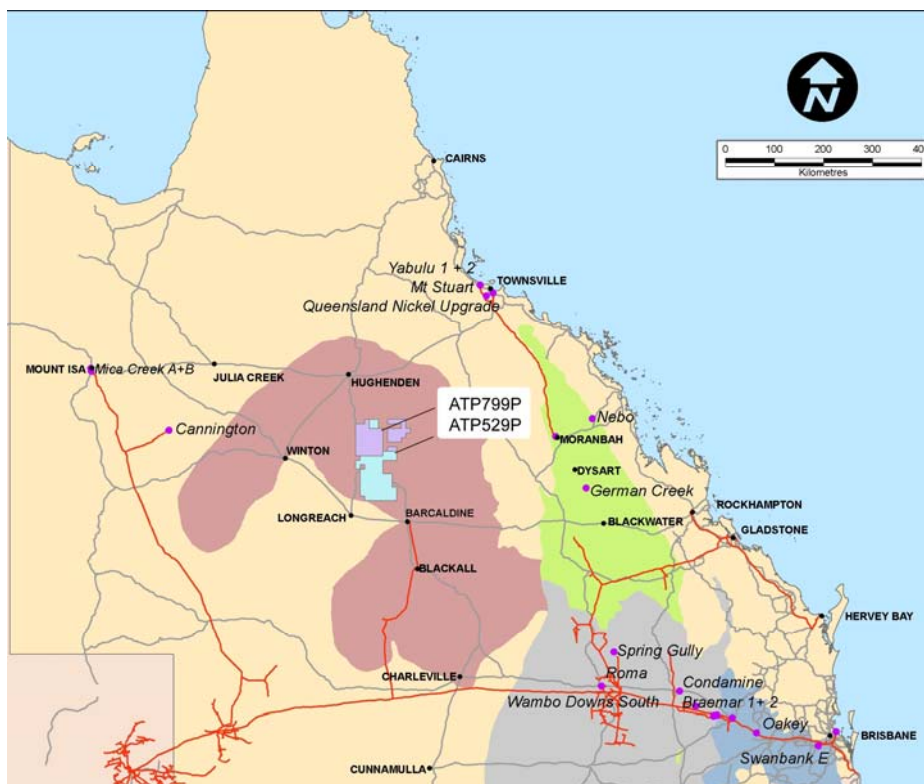 N
0 100 200 300 40
Kilometres
CAIRNS
Yabulu 1 + 2
TOWNSVILLE
Mt Stuart
Queensland Nickel Upgrade
MOUNT ISA
Mica Creek A+B
JULIA CREEK
HUGHENDEN
ATP799P
ATP529P
Cannington
Nebo
MORANBAH
WINTON
DYSART
German Creek
LONGREACH
BARCALDINE
BLACKWATER
ROCKHAMPTON
GLADSTONE
BLACKALL
HERVEY BAY
Spring Gully
CHARLEVILLE
Roma
Condamine
Wambo Downs South
Braemar 1+ 2
Oakey
BRISBANE
Swanbank E
CUNNAMULLA